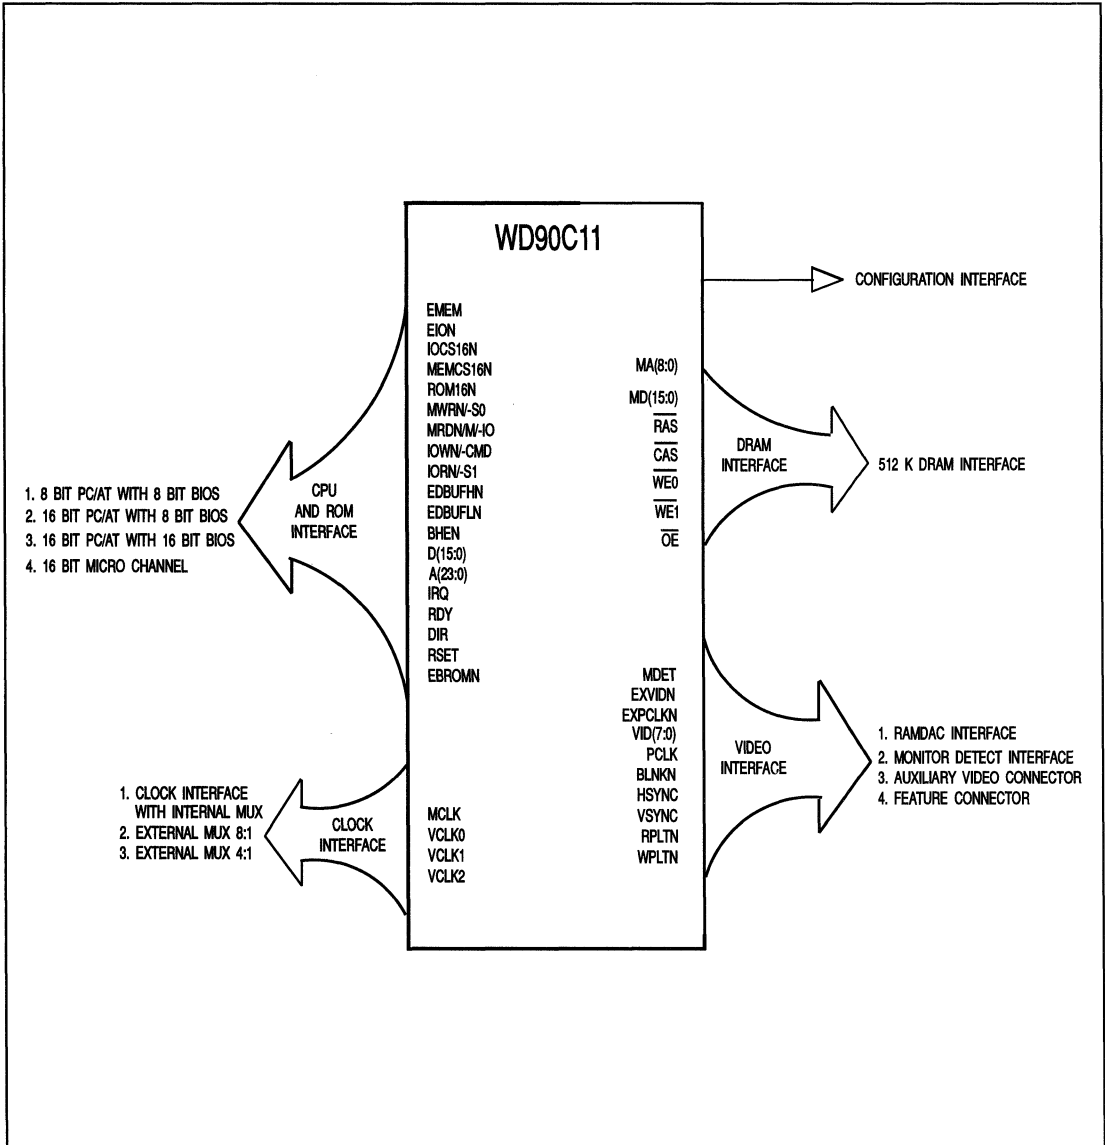 WD90C11
EMEM
EION
IOCS16N
MEMCS16N
ROM16N
MWRN/-S0
MRDN/M/-IO
IOWN/-CMD
IORN/-S1
EDBUFHN
EDBUFLN
BHEN
D(15:0)
A(23:0)
IRQ
RDY
DIR
RSET
EBROMN
CPU
AND ROM
INTERFACE
1. 8 BIT PC/AT WITH 8 BIT BIOS
2. 16 BIT PC/AT WITH 8 BIT BIOS
3. 16 BIT PC/AT WITH 16 BIT BIOS
4. 16 BIT MICRO CHANNEL
MCLK
VCLK0
VCLK1
VCLK2
CLOCK
INTERFACE
1. CLOCK INTERFACE
WITH INTERNAL MUX
2. EXTERNAL MUX 8:1
3. EXTERNAL MUX 4:1
CONFIGURATION INTERFACE
MA(8:0)
MD(15:0)
RAS
CAS
WE0
WE1
OE
DRAM
INTERFACE
512 K DRAM INTERFACE
MDET
EXVIDN
EXPCLKN
VID(7:0)
PCLK
BLNKN
HSYNC
VSYNC
RPLTN
WPLTN
VIDEO
INTERFACE
1. RAMDAC INTERFACE
2. MONITOR DETECT INTERFACE
3. AUXILIARY VIDEO CONNECTOR
4. FEATURE CONNECTOR